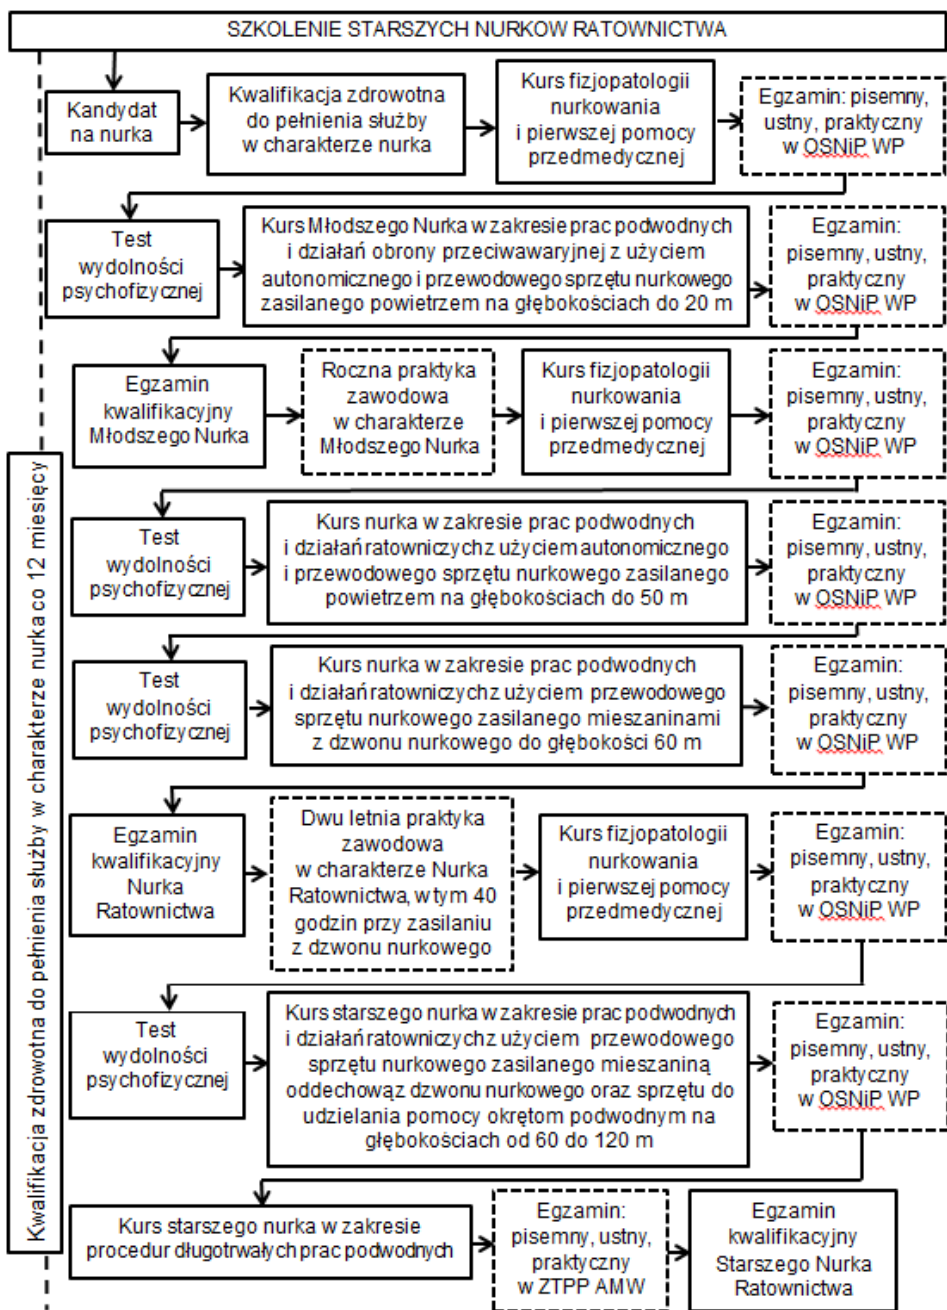 SZKOLENIE STARSZYCH NURKOW RATOWNICTWA
Kandydat
na nurka
Kwalifikacja zdrowotna
do pełnienia służby
w charakterze nurka
Kurs fizjopatologii
nurkowania
i pierwszej pomocy
przedmedycznej
Egzamin: pisemny,
ustny, praktyczny
w OSNiP WP
Test
wydolności
psychofizycznej
Kurs Młodszego Nurka w zakresie prac podwodnych
i działań obrony przeciwawaryjnej z użyciem
autonomicznego i przewodowego sprzętu nurkowego
zasilanego powietrzem na głębokościach do 20 m
Egzamin:
pisemny, ustny,
praktyczny
w OSNiP WP
Egzamin
kwalifikacyjny
Młodszego Nurka
Roczna praktyka
zawodowa
w charakterze
Młodszego Nurka
Kurs fizjopatologii
nurkowania
i pierwszej pomocy
przedmedycznej
Egzamin:
pisemny, ustny,
praktyczny
w OSNiP WP
Kwalifikacja zdrowotna do pełnienia służby w charakterze nurka co 12 miesięcy
Test
wydolności
psychofizycznej
Kurs nurka w zakresie prac podwodnych
i działań ratowniczych z użyciem autonomicznego
i przewodowego sprzętu nurkowego zasilanego
powietrzem na głębokościach do 50 m
Egzamin:
pisemny, ustny,
praktyczny
w OSNiP WP
Test
wydolności
psychofizycznej
Kurs nurka w zakresie prac podwodnych
i działań ratowniczych z użyciem przewodowego
sprzętu nurkowego zasilanego mieszaninami
z dzwonu nurkowego do głębokości 60 m
Egzamin:
pisemny, ustny,
praktyczny
w OSNiP WP
Egzamin
kwalifikacyjny
Nurka
Ratownictwa
Dwu letnia praktyka
zawodowa
w charakterze Nurka
Ratownictwa, w tym 40
godzin przy zasilaniu
z dzwonu nurkowego
Kurs fizjopatologii
nurkowania
i pierwszej pomocy
przedmedycznej
Egzamin:
pisemny, ustny,
praktyczny
w OSNiP WP
Test
wydolności
psychofizycznej
Kurs starszego nurka w zakresie prac podwodnych
i działań ratowniczych z użyciem przewodowego
sprzętu nurkowego zasilanego mieszaniną
oddechową z dzwonu nurkowego oraz sprzętu do
udzielania pomocy okrętom podwodnym na
głębokościach od 60 do 120 m
Egzamin:
pisemny, ustny,
praktyczny
w OSNiP WP
Kurs starszego nurka w zakresie
procedur długotrwałych prac podwodnych
Egzamin:
pisemny, ustny,
praktyczny
w ZTPP AMW
Egzamin
kwalifikacyjny
Starszego Nurka
Ratownictwa